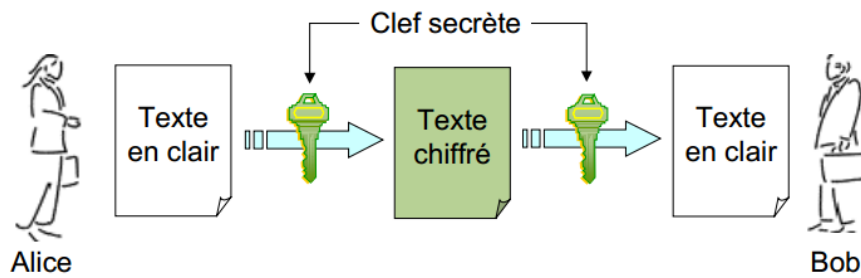 Clef secrète
Texte
en clair
Texte
chiffré
Texte
en clair
Alice
Bob